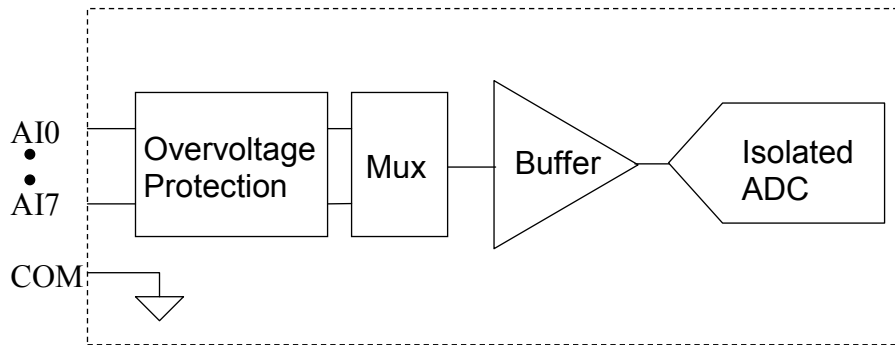 AI0
AI7
COM
Overvoltage
Protection
Mux
Buffer
Isolated
ADC